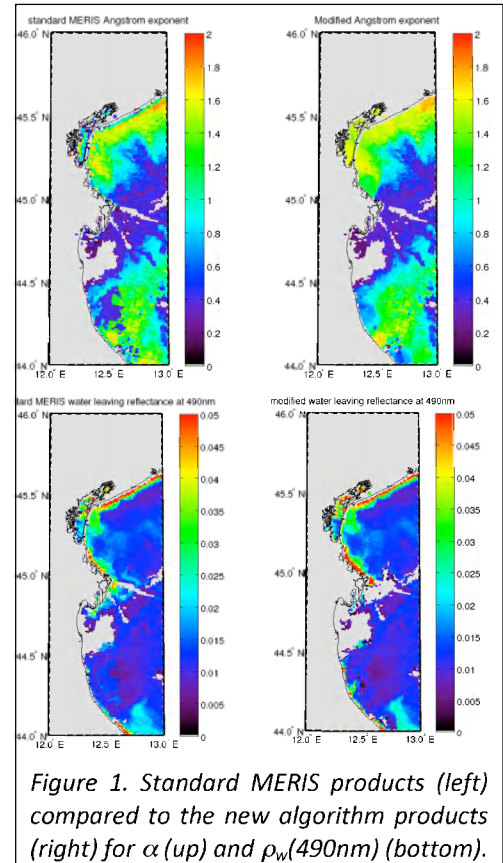 standard MERIS Angstrom exponent
46.0° N
45.5° N
45.0° N
44.5° N
44.0° N
12.0° E
12.5° E
13.0° E
2
1.8
1.6
1.4
1.2
1
0.8
0.6
0.4
0.2
0
Modified Angstrom exponent
46.0° N
45.5° N
45.0° N
44.5° N
44.0° N
12.0° E
12.5° E
13.0° E
2
1.8
1.6
1.4
1.2
1
0.8
0.6
0.4
0.2
0
dard MERIS water leaving reflectance at 490nm
46.0° N
45.5° N
45.0° N
44.5° N
44.0° N
12.0° E
12.5° E
13.0° E
0.05
0.045
0.04
0.035
0.03
0.025
0.02
0.015
0.01
0.005
0
modified water leaving reflectance at 490nm
46.0° N
45.5° N
45.0° N
44.5° N
44.0° N
12.0° E
12.5° E
13.0° E
0.05
0.045
0.04
0.035
0.03
0.025
0.02
0.015
0.01
0.005
0
Figure 1. Standard MERIS products (left)
compared to the new algorithm products
(right) for α (up) and ρw(490nm) (bottom).